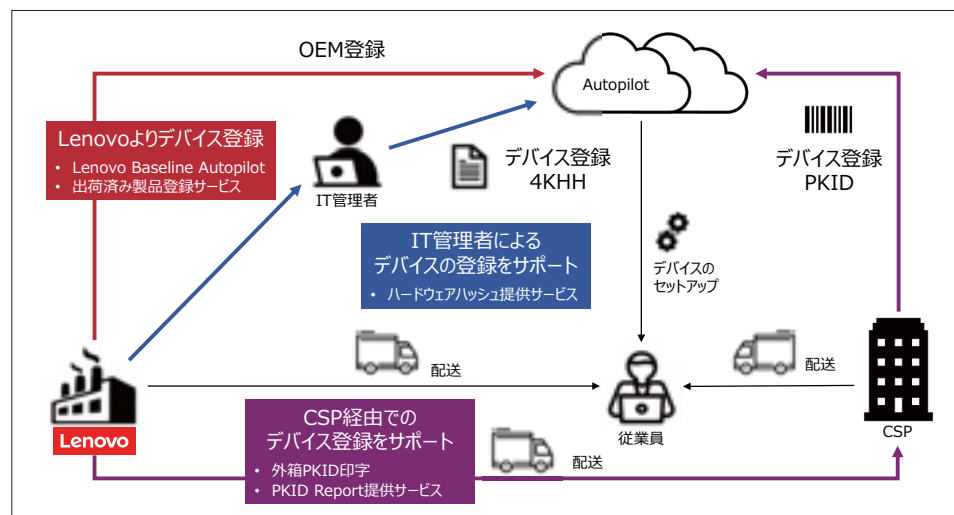 OEM登録
Autopilot
Lenovoよりデバイス登録
• Lenovo Baseline Autopilot
• 出荷済み製品登録サービス
IT管理者
デバイス登録
4KHH
デバイス登録
PKID
IT管理者による
デバイスの登録をサポート
• ハードウェアハッシュ提供サービス
デバイスの
セットアップ
配送
配送
Lenovo
従業員
CSP
CSP経由での
デバイス登録をサポート
• 外箱PKID印字
• PKID Report提供サービス
配送